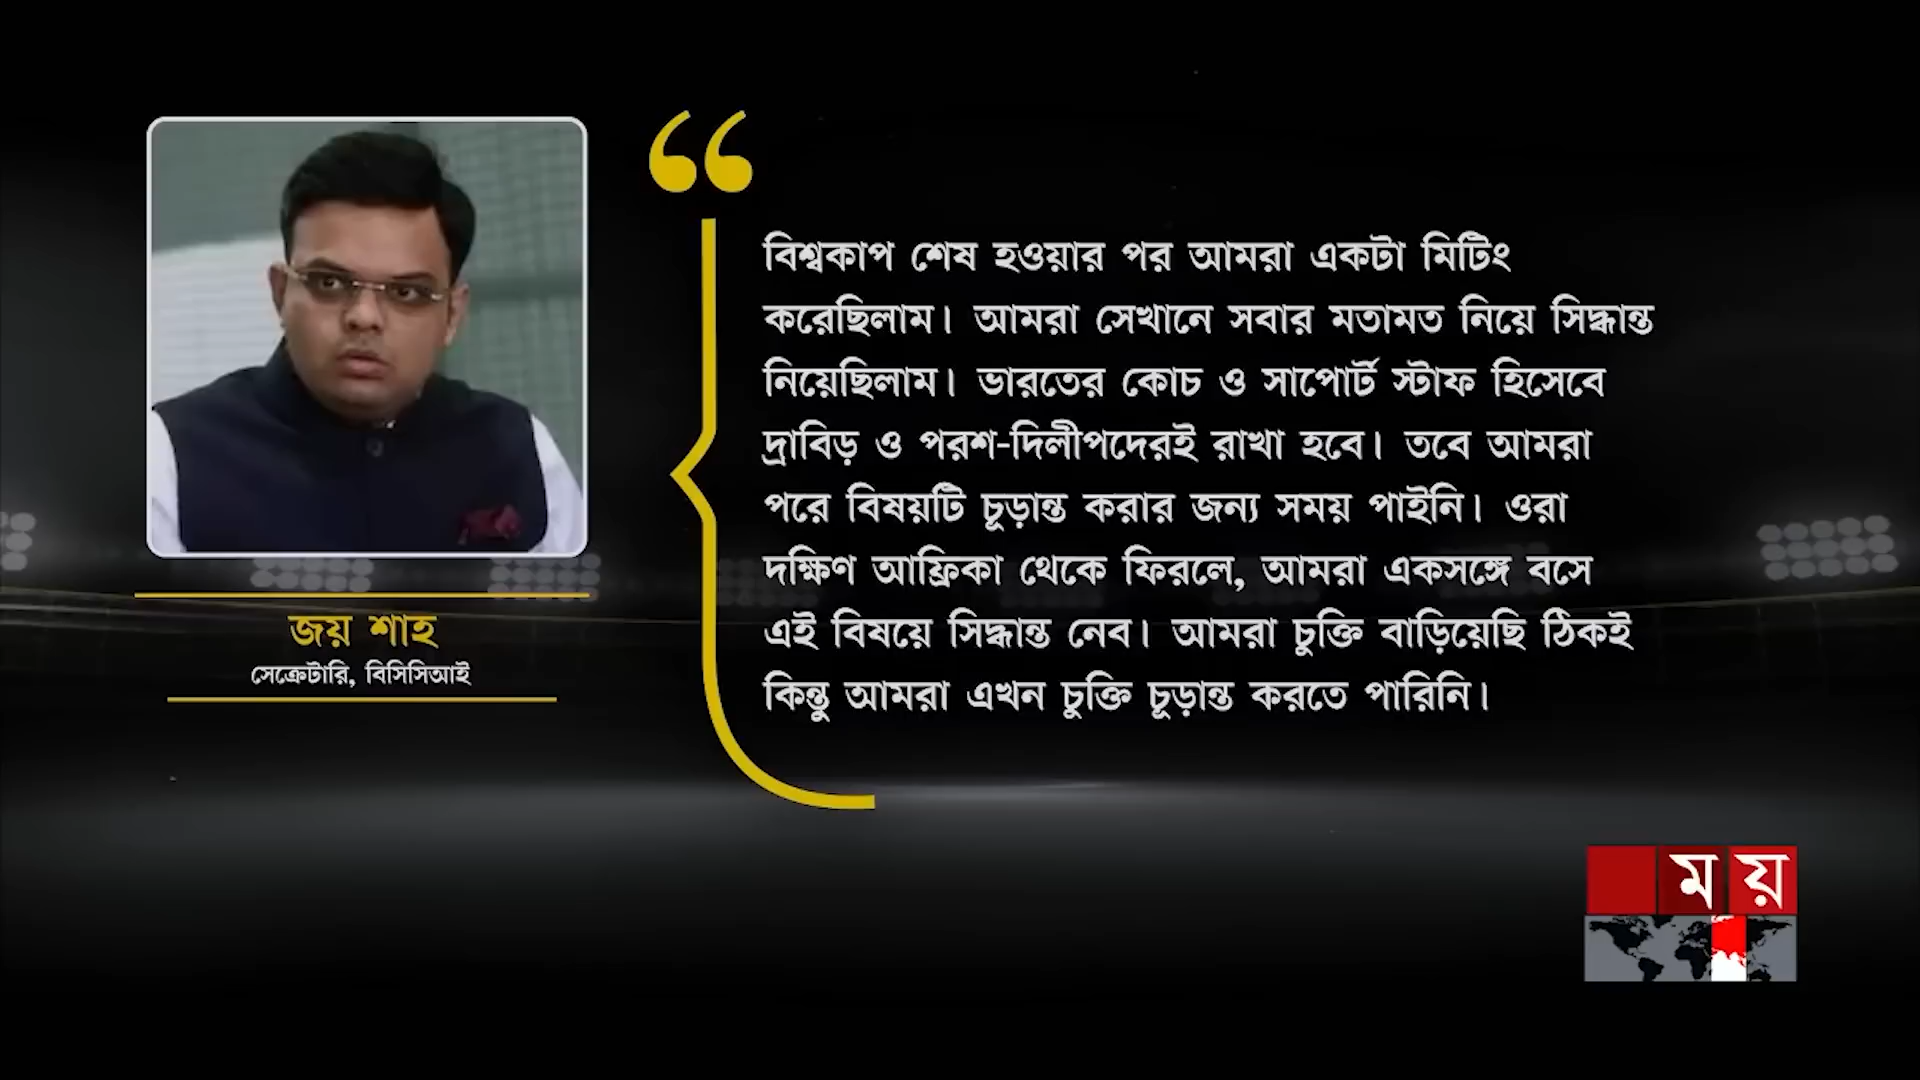 বিশ্বকাপ শেষ হওয়ার পর আমরা একটা মিটিং
করেছিলাম। আমরা সেখানে সবার মতামত নিয়ে সিদ্ধান্ত
নিয়েছিলাম। ভারতের কোচ ও সাপোর্ট স্টাফ হিসেবে
দ্রাবিড় ও পরশ-দিলীপদেরই রাখা হবে। তবে আমরা
পরে বিষয়টি চূড়ান্ত করার জন্য সময় পাইনি। ওরা
দক্ষিণ আফ্রিকা থেকে ফিরলে, আমরা একসঙ্গে বসে
এই বিষয়ে সিদ্ধান্ত নেব। আমরা চুক্তি বাড়িয়েছি ঠিকই
কিন্তু আমরা এখন চুক্তি চূড়ান্ত করতে পারিনি।
জয় শাহ
সেক্রেটারি, বিসিসিআই
ময়